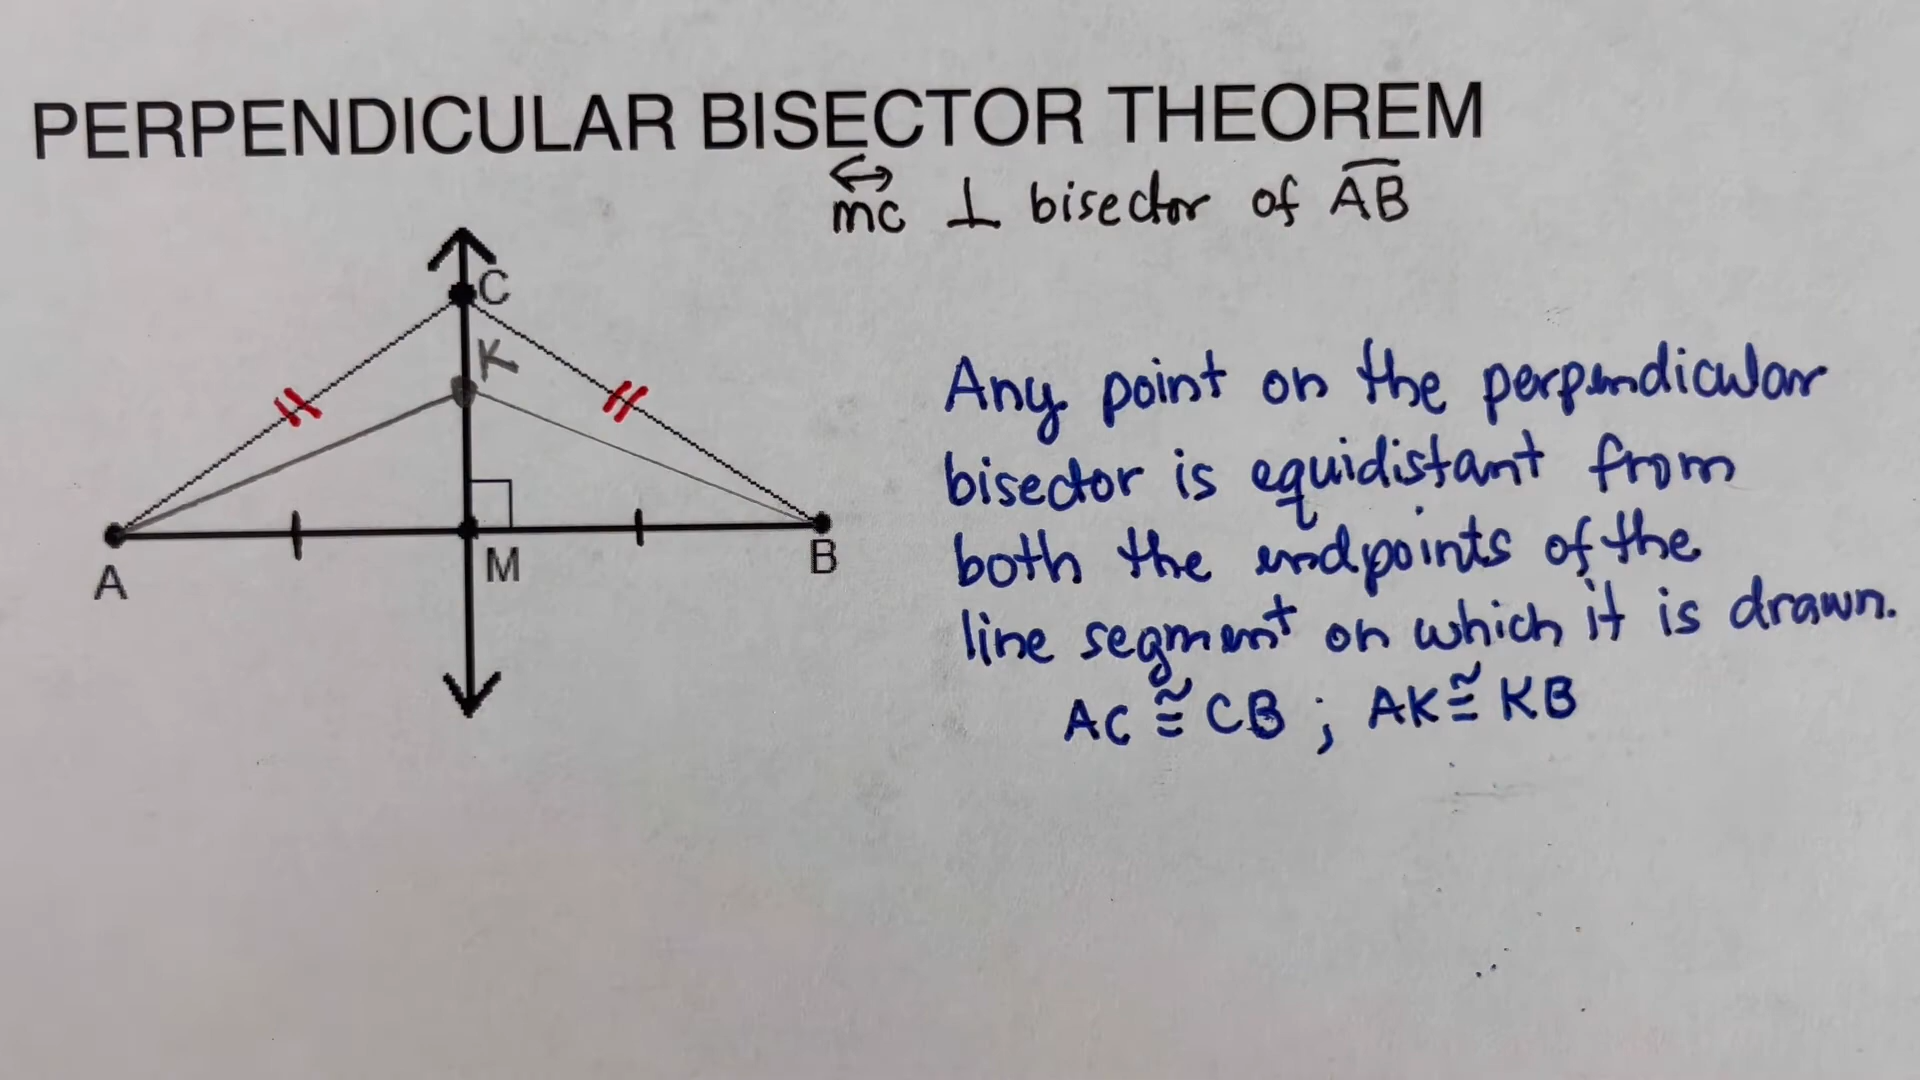 PERPENDICULAR BISECTOR THEOREM
mc ⊥ bisector of AB
C
K
Any point on the perpendicular
bisector is equidistant from
both the endpoints of the
line segment on which it is drawn.
AC ≅ CB ; AK ≅ KB
A
M
B